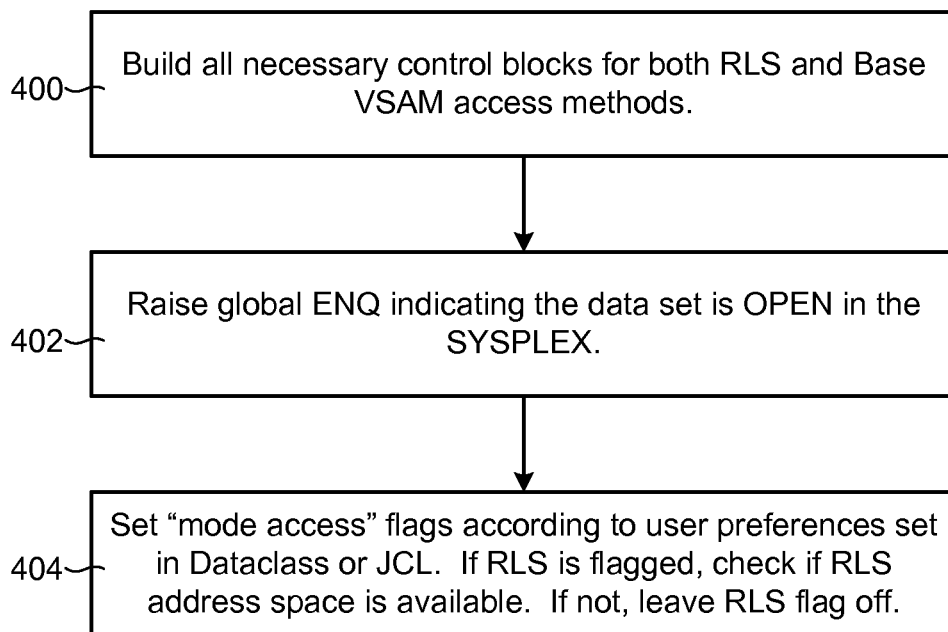 Build all necessary control blocks for both RLS and Base
400
VSAM access methods.
Raise global ENQ indicating the data set is OPEN in the
402
SYSPLEX.
Set “mode access” flags according to user preferences set
in Dataclass or JCL.  If RLS is flagged, check if RLS
404
address space is available.  If not, leave RLS flag off.